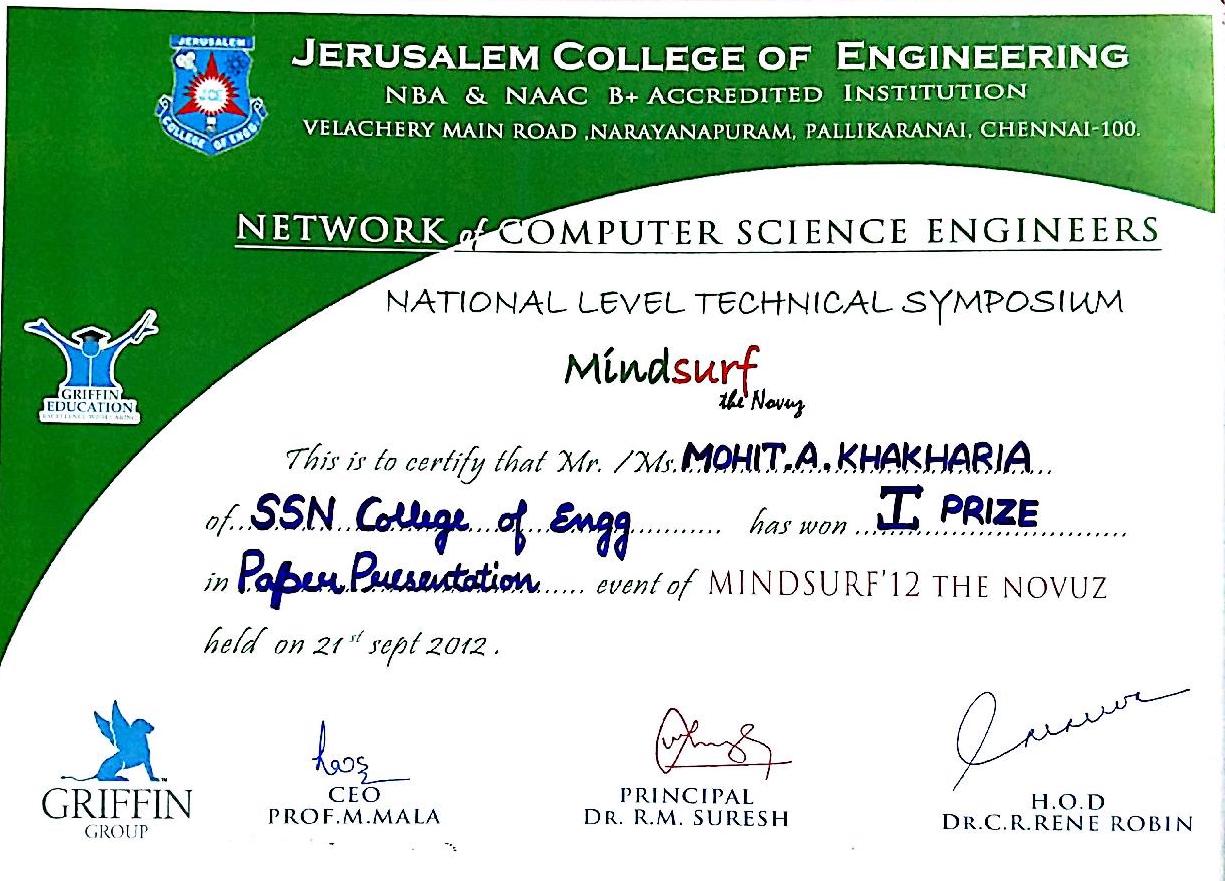 JERUSALEM
JCE
COLLEGE OF ENGG.
JERUSALEM COLLEGE OF ENGINEERING
NBA & NAAC B+ ACCREDITED INSTITUTION
VELACHERY MAIN ROAD ,NARAYANAPURAM, PALLIKARANAI, CHENNAI-100.
NETWORK of COMPUTER SCIENCE ENGINEERS
NATIONAL LEVEL TECHNICAL SYMPOSIUM
Mindsurf
the Novuz
GRIFFIN
EDUCATION
This is to certify that Mr. /Ms. MOHIT.A.KHAKHARIA
of SSN College of Engg has won I PRIZE
in Paper Presentation event of MINDSURF'12 THE NOVUZ
held on 21st sept 2012 .
GRIFFIN
GROUP
CEO
PROF.M.MALA
PRINCIPAL
DR. R.M. SURESH
H.O.D
DR.C.R.RENE ROBIN